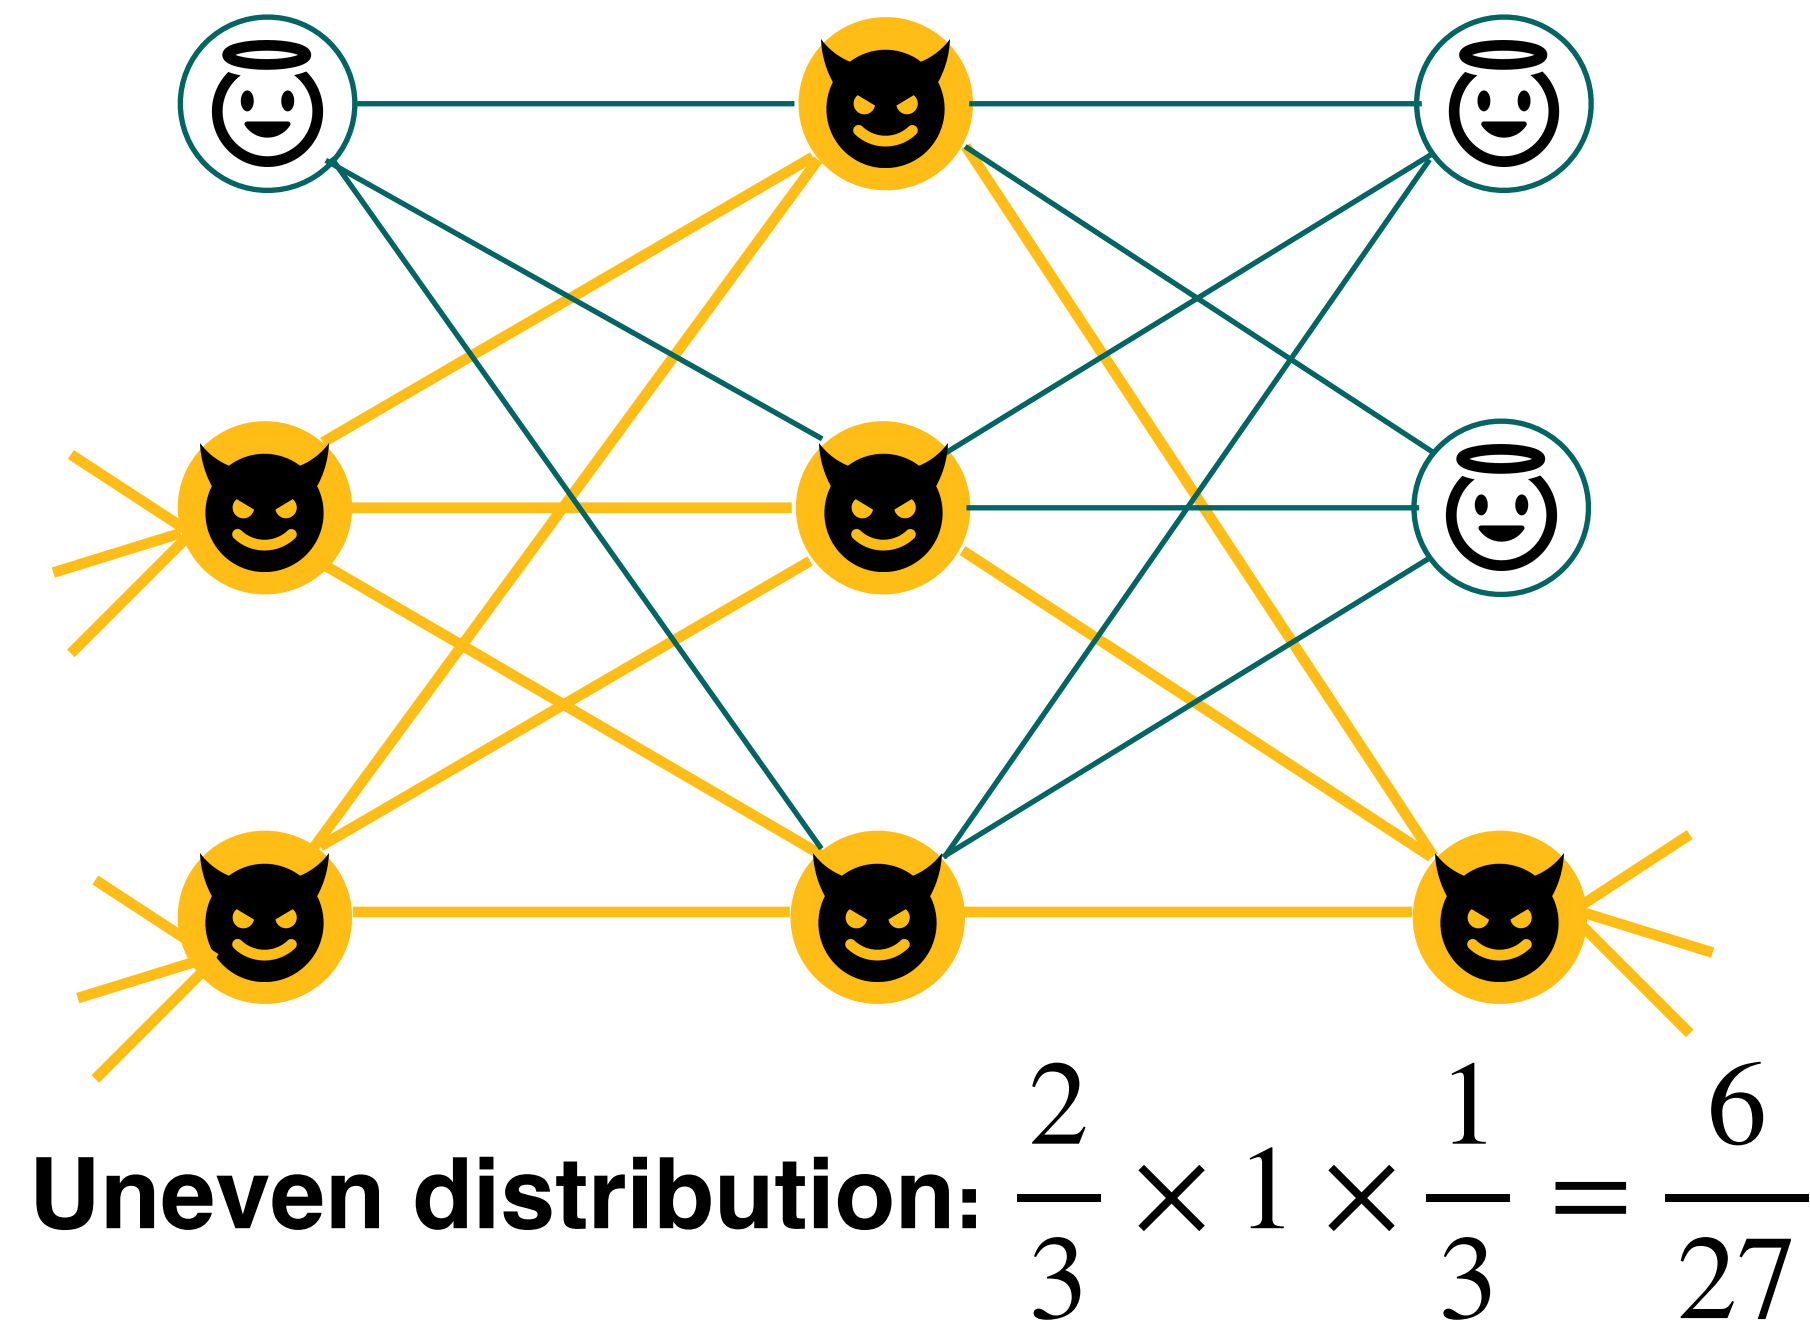 Uneven distribution: 2/3 × 1 × 1/3 = 6/27